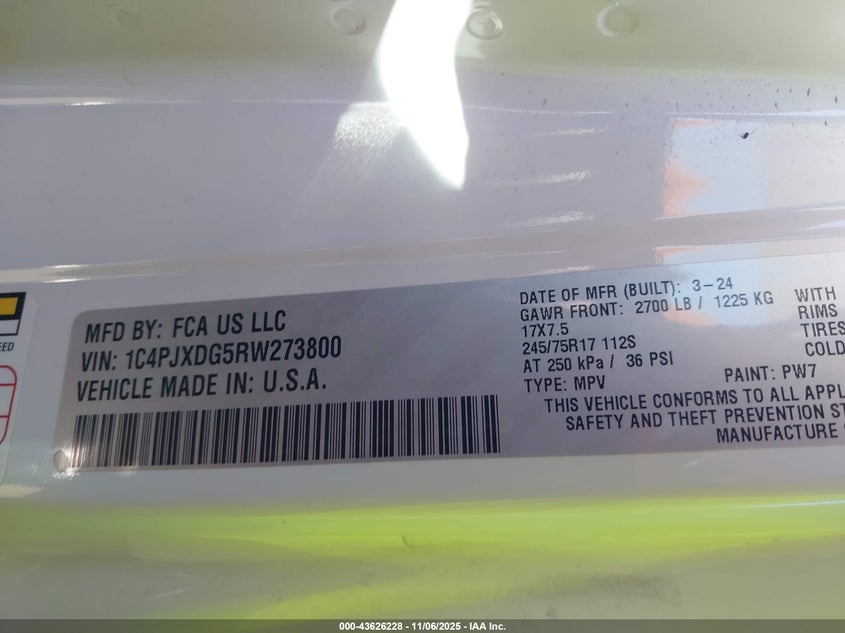 EED
MFD BY: FCA US LLC
VIN: 1C4PJXDG5RW273800
VEHICLE MADE IN: U.S.A.
DATE OF MFR (BUILT): 3-24
GAWR FRONT: 2700 LB / 1225 KG WITH
17X7.5 RIMS
245/75R17 112S TIRES
AT 250 kPa / 36 PSI COLD
TYPE: MPV PAINT: PW7
THIS VEHICLE CONFORMS TO ALL APPL
SAFETY AND THEFT PREVENTION ST
MANUFACTURE
000-43626228 - 11/06/2025 - IAA Inc.